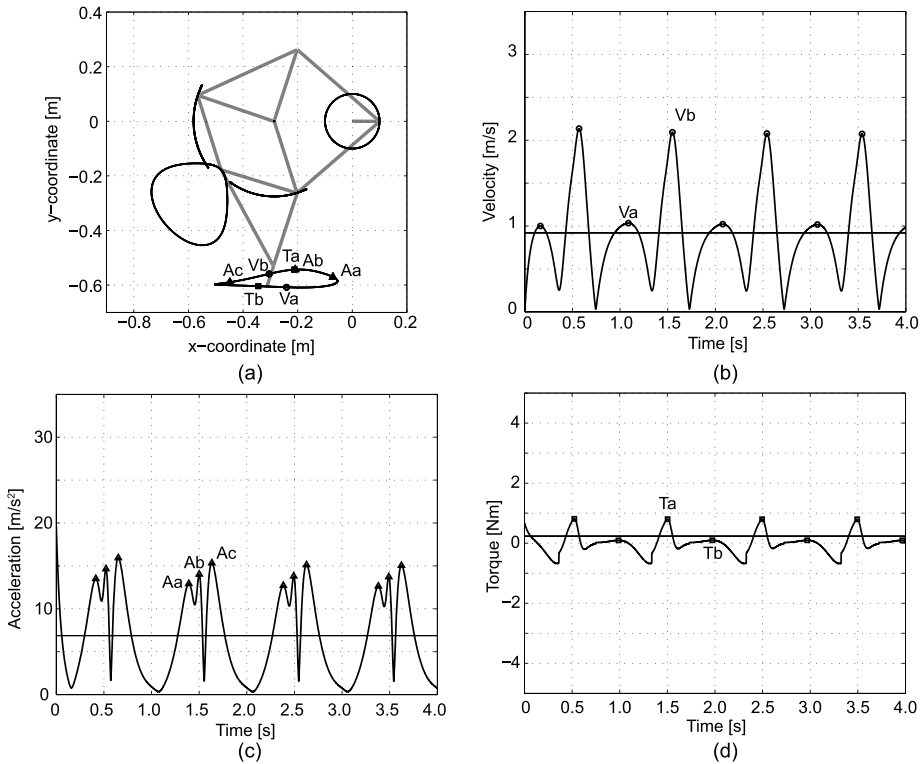 0.4
0.2
0
−0.2
−0.4
−0.6
y−coordinate [m]
Vb
Ta
Ab
Aa
Ac
Tb
Va
−0.8
−0.6
−0.4
−0.2
0
0.2
x−coordinate [m]
(a)
3
2
1
0
Velocity [m/s]
Vb
Va
0
0.5
1.0
1.5
2.0
2.5
3.0
3.5
4.0
Time [s]
(b)
30
20
10
0
Acceleration [m/s²]
Aa
Ab
Ac
0
0.5
1.0
1.5
2.0
2.5
3.0
3.5
4.0
Time [s]
(c)
4
2
0
−2
−4
Torque [Nm]
Ta
Tb
0.0
0.5
1.0
1.5
2.0
2.5
3.0
3.5
4.0
Time [s]
(d)